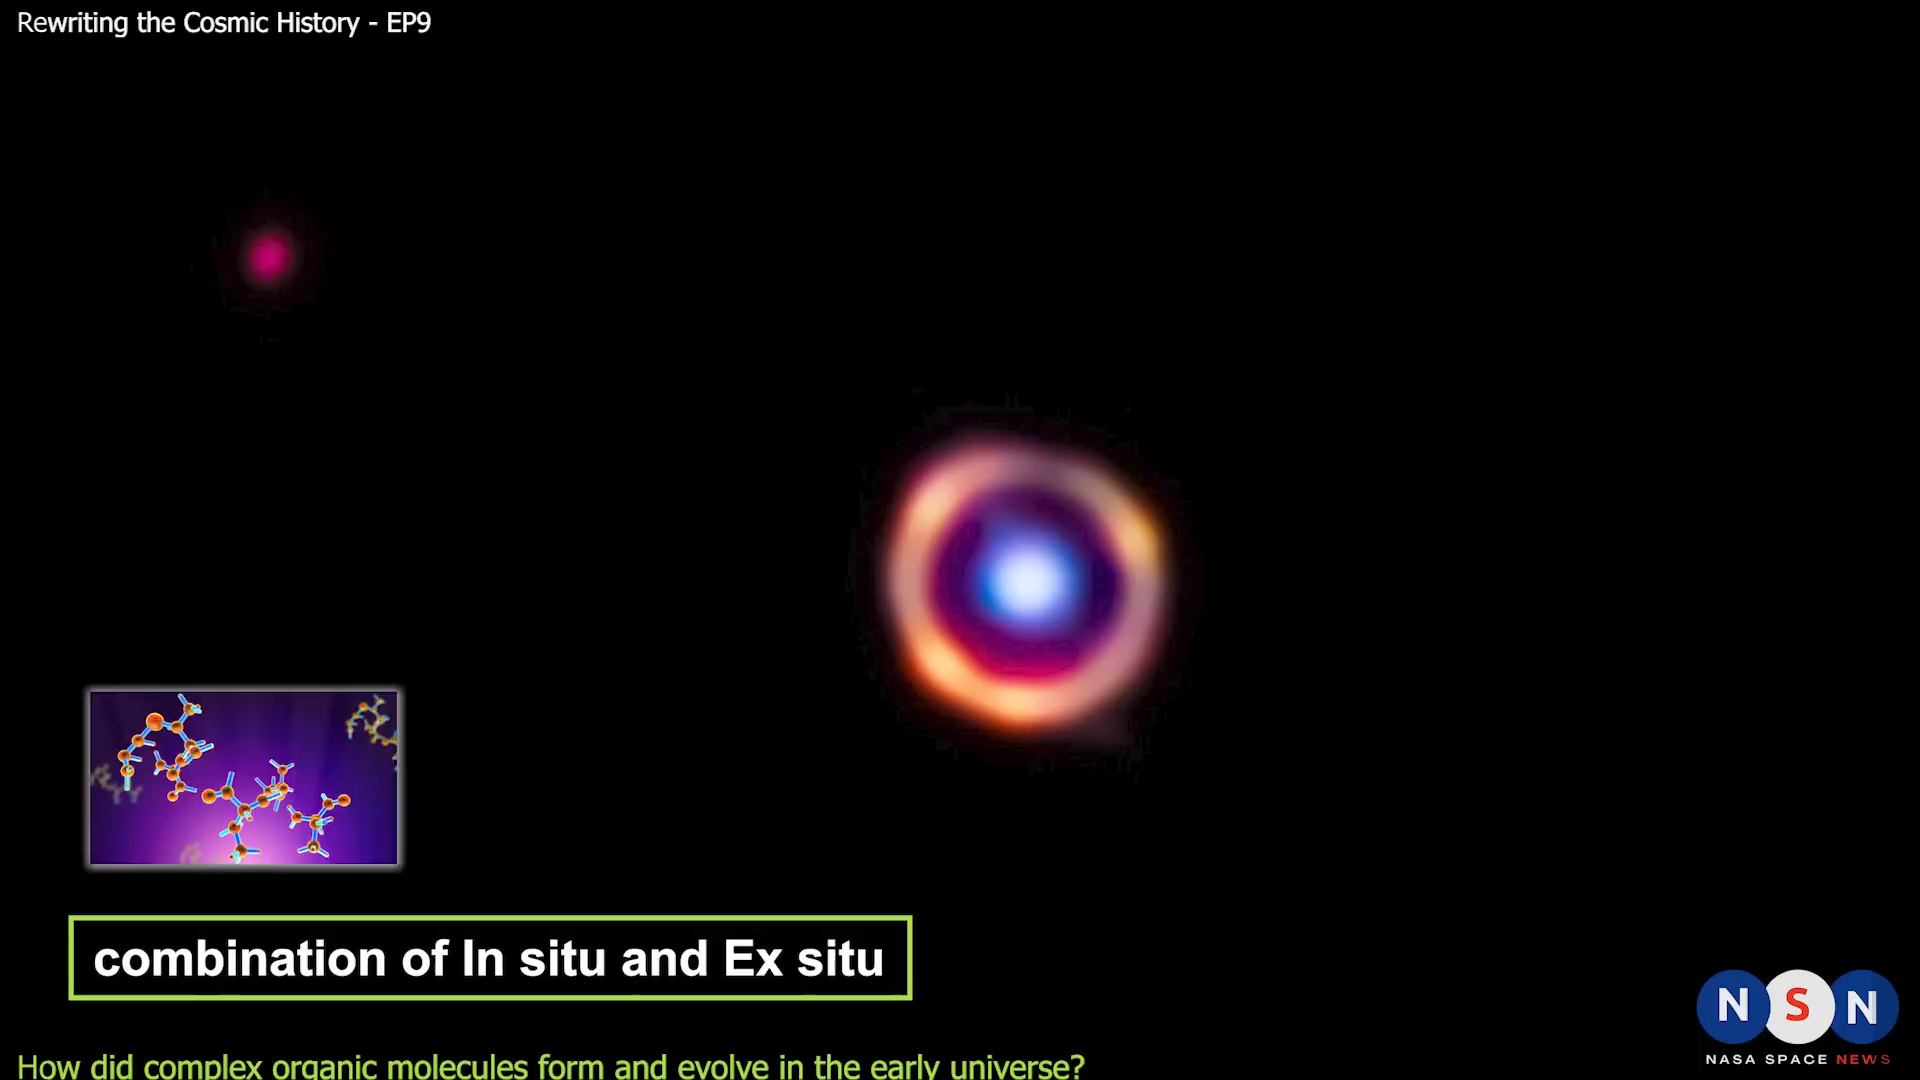 Rewriting the Cosmic History - EP9
combination of In situ and Ex situ
NSN
NASA SPACE NEWS
How did complex organic molecules form and evolve in the early universe?